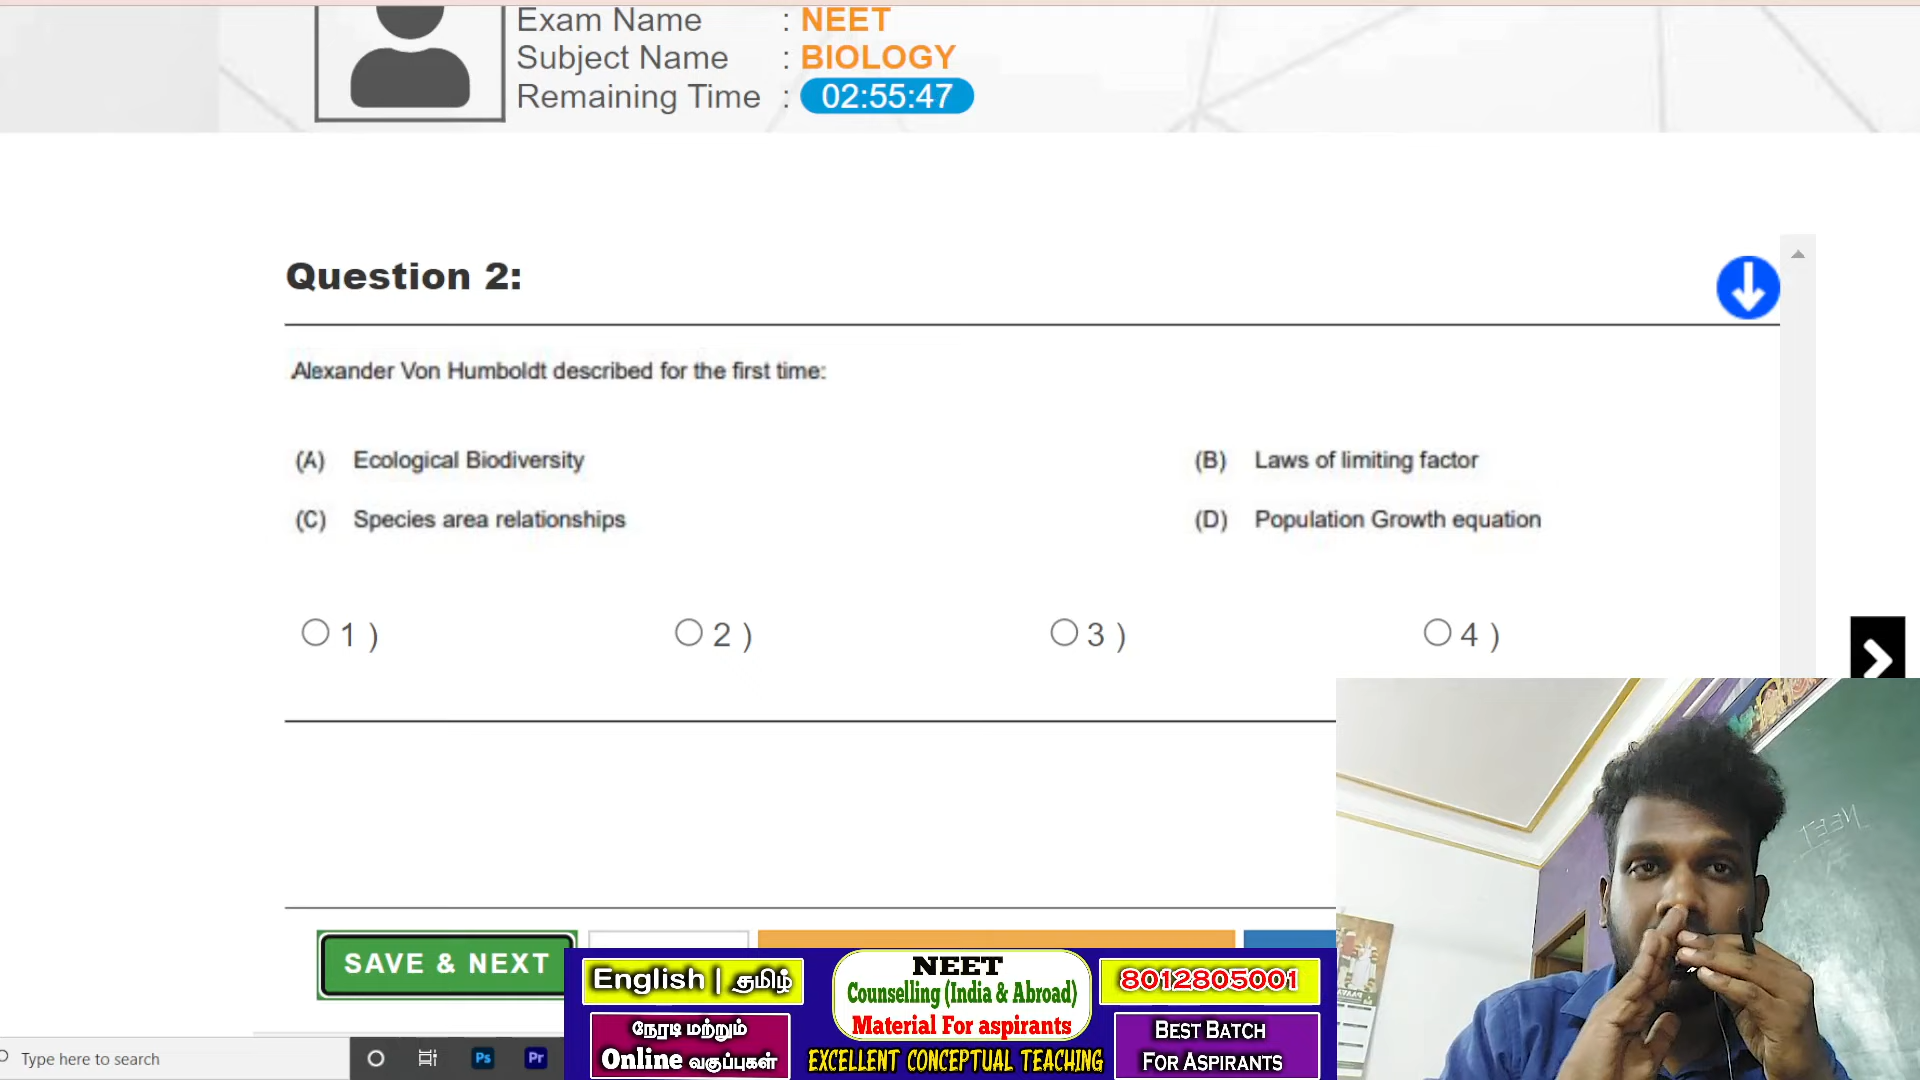 Exam Name : NEET
Subject Name : BIOLOGY
Remaining Time : 02:55:47
Question 2:
Alexander Von Humboldt described for the first time:
(A) Ecological Biodiversity
(B) Laws of limiting factor
(C) Species area relationships
(D) Population Growth equation
1 )
2 )
3 )
4 )
NEET
SAVE & NEXT
English | தமிழ்
நேரடி மற்றும்
Online வகுப்புகள்
NEET
Counselling (India & Abroad)
Material For aspirants
EXCELLENT CONCEPTUAL TEACHING
8012805001
BEST BATCH
FOR ASPIRANTS
Type here to search
Ps
Pr